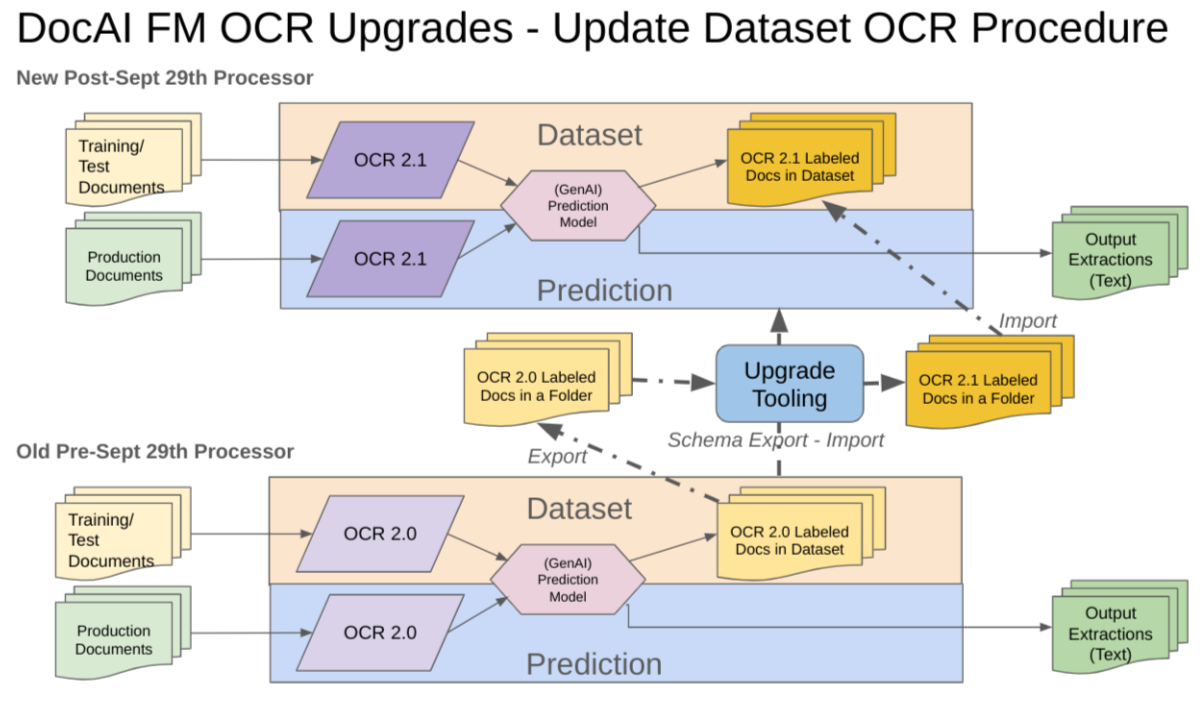 DocAI FM OCR Upgrades - Update Dataset OCR Procedure
New Post-Sept 29th Processor
Training/
Test
Documents
OCR 2.1
Dataset
(GenAI)
Prediction
Model
OCR 2.1 Labeled
Docs in Dataset
Production
Documents
OCR 2.1
Prediction
Output
Extractions
(Text)
Import
OCR 2.0 Labeled
Docs in a Folder
Upgrade
Tooling
OCR 2.1 Labeled
Docs in a Folder
Schema Export - Import
Export
Old Pre-Sept 29th Processor
Training/
Test
Documents
OCR 2.0
Dataset
(GenAI)
Prediction
Model
OCR 2.0 Labeled
Docs in Dataset
Production
Documents
OCR 2.0
Prediction
Output
Extractions
(Text)